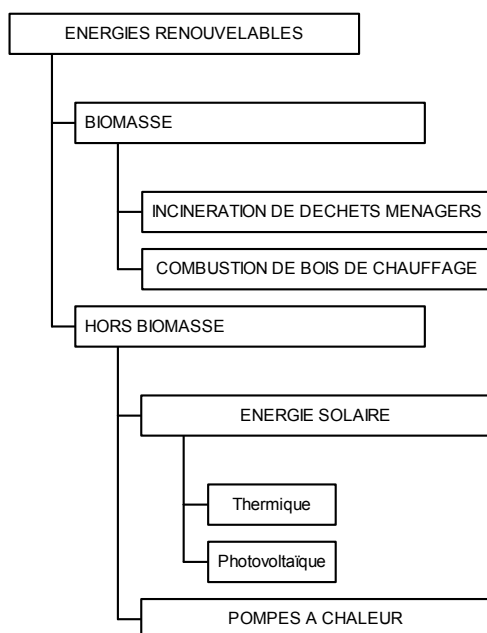 ENERGIES RENOUVELABLES
BIOMASSE
INCINERATION DE DECHETS MENAGERS
COMBUSTION DE BOIS DE CHAUFFAGE
HORS BIOMASSE
ENERGIE SOLAIRE
Thermique
Photovoltaïque
POMPES A CHALEUR